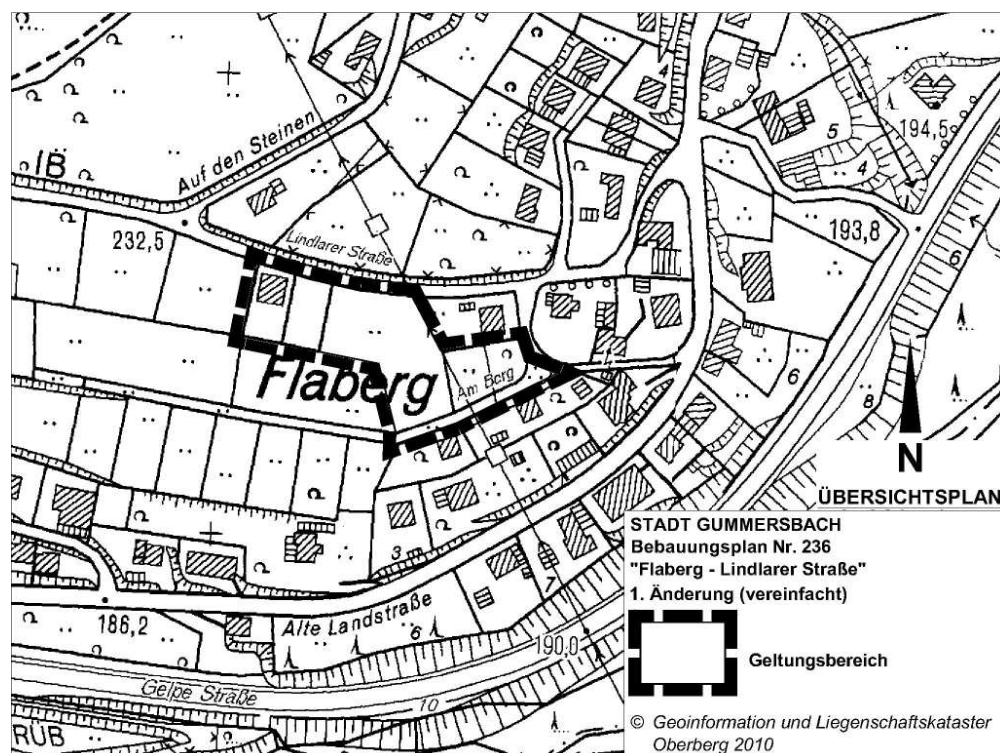 4
5
194,5
4
Auf den Steinen
IB
232,5
Lindlarer Straße
193,8
6
Flaberg
Am Berg
6
8
N
ÜBERSICHTSPLAN
STADT GUMMERSBACH
Bebauungsplan Nr. 236
"Flaberg - Lindlarer Straße"
1. Änderung (vereinfacht)
Geltungsbereich
© Geoinformation und Liegenschaftskataster
Oberberg 2010
3
7
186,2
Alte Landstraße
6
190,0
Gelpe Straße
10
RÜB